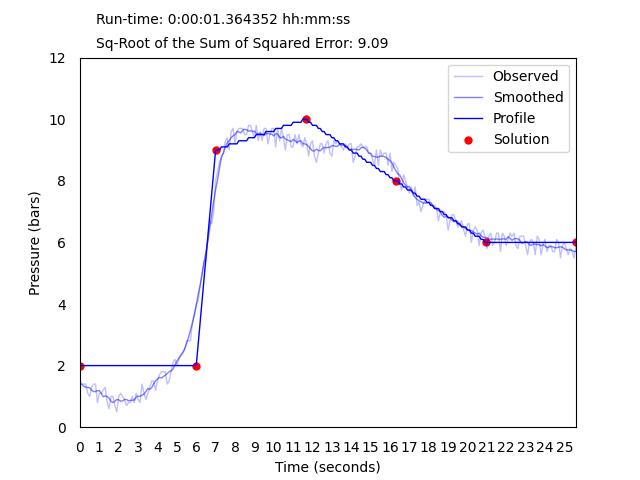 Run-time: 0:00:01.364352 hh:mm:ss
Sq-Root of the Sum of Squared Error: 9.09
Observed
Smoothed
Profile
Solution
12
10
8
6
4
2
0
Pressure (bars)
0 1 2 3 4 5 6 7 8 9 10 11 12 13 14 15 16 17 18 19 20 21 22 23 24 25
Time (seconds)